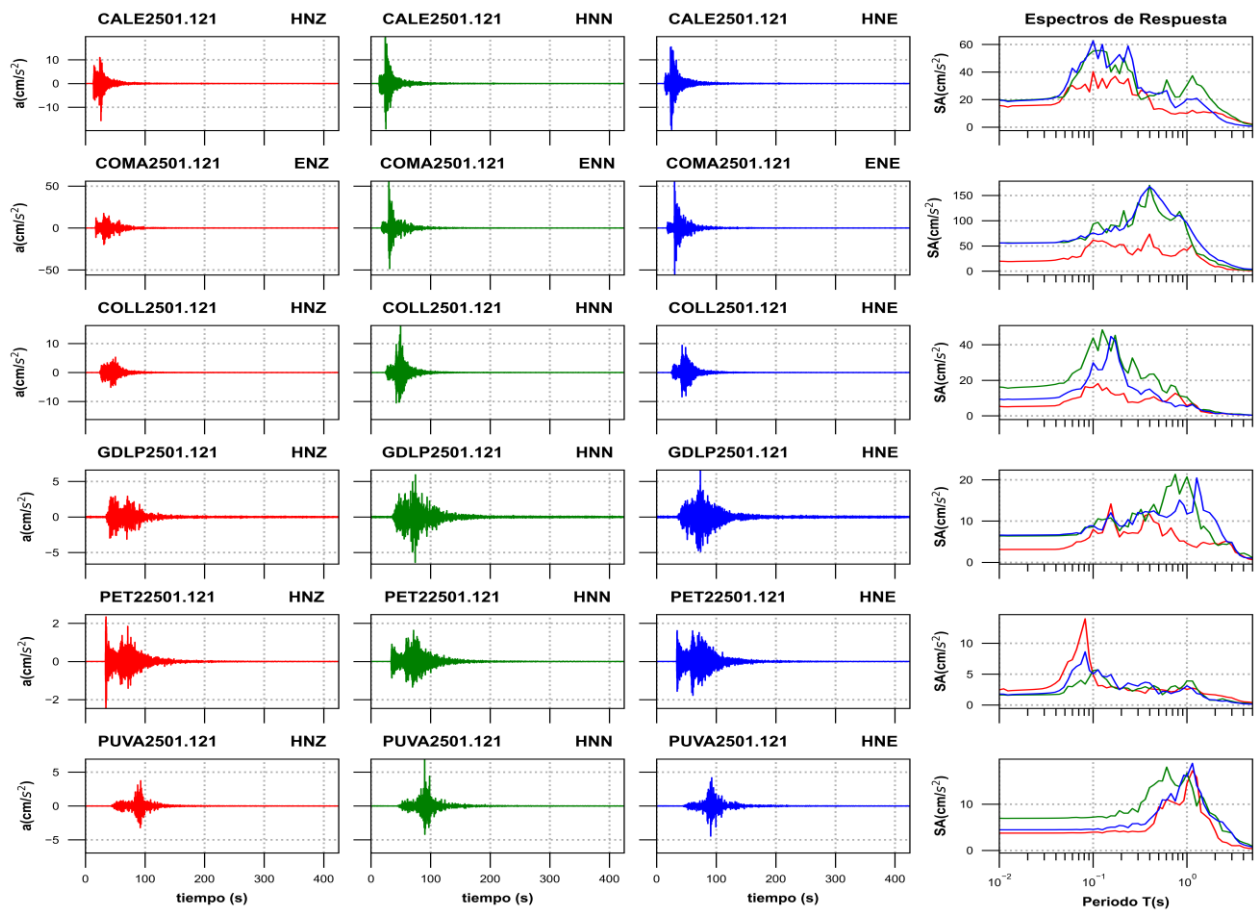 CALE2501.121 HNZ CALE2501.121 HNN CALE2501.121 HNE Espectros de Respuesta
a(cm/s²) 10 0 −10 SA(cm/s²) 60 40 20 0
COMA2501.121 ENZ COMA2501.121 ENN COMA2501.121 ENE
a(cm/s²) 50 0 −50 SA(cm/s²) 150 100 50 0
COLL2501.121 HNZ COLL2501.121 HNN COLL2501.121 HNE
a(cm/s²) 10 0 −10 SA(cm/s²) 40 20 0
GDLP2501.121 HNZ GDLP2501.121 HNN GDLP2501.121 HNE
a(cm/s²) 5 0 −5 SA(cm/s²) 20 10 0
PET22501.121 HNZ PET22501.121 HNN PET22501.121 HNE
a(cm/s²) 2 0 −2 SA(cm/s²) 10 5 0
PUVA2501.121 HNZ PUVA2501.121 HNN PUVA2501.121 HNE
a(cm/s²) 5 0 −5 SA(cm/s²) 10 0
0 100 200 300 400 0 100 200 300 400 0 100 200 300 400 10⁻² 10⁻¹ 10⁰
tiempo (s) tiempo (s) tiempo (s) Periodo T(s)